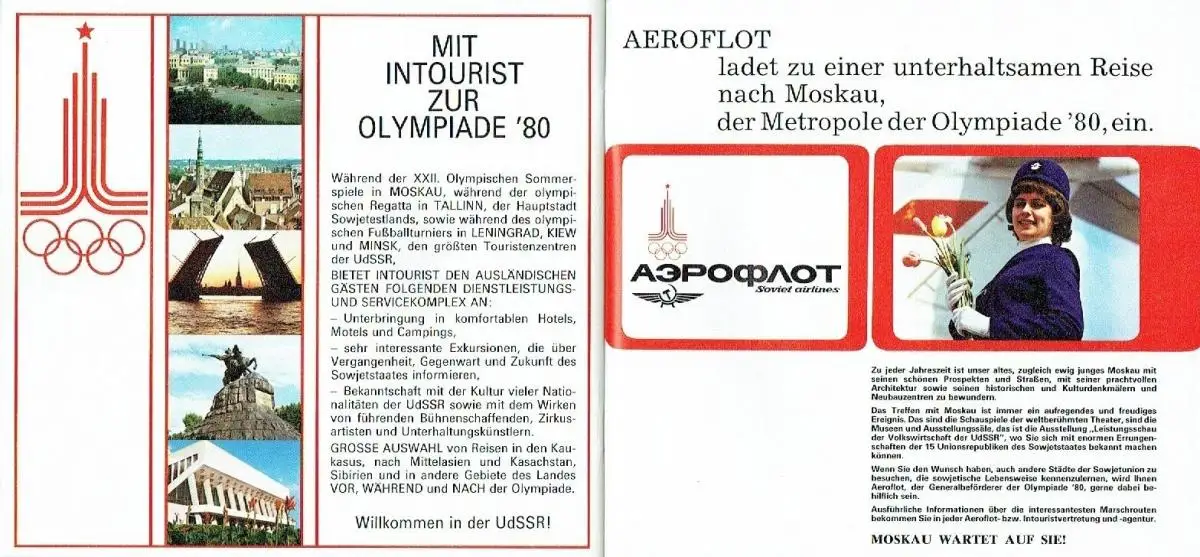 MIT
INTOURIST
ZUR
OLYMPIADE '80
Während der XXII. Olympischen Sommer-
spiele in MOSKAU, während der olympi-
schen Regatta in TALLINN, der Hauptstadt
Sowjetestlands, sowie während des olympi-
schen Fußballturniers in LENINGRAD, KIEW
und MINSK, den größten Touristenzentren
der UdSSR,
BIETET INTOURIST DEN AUSLÄNDISCHEN
GÄSTEN FOLGENDEN DIENSTLEISTUNGS-
UND SERVICEKOMPLEX AN:
– Unterbringung in komfortablen Hotels,
Motels und Campings,
– sehr interessante Exkursionen, die über
Vergangenheit, Gegenwart und Zukunft des
Sowjetstaates informieren,
– Bekanntschaft mit der Kultur vieler Natio-
nalitäten der UdSSR sowie mit dem Wirken
von führenden Bühnenschaffenden, Zirkus-
artisten und Unterhaltungskünstlern.
GROSSE AUSWAHL von Reisen in den Kau-
kasus, nach Mittelasien und Kasachstan,
Sibirien und in andere Gebiete des Landes
VOR, WÄHREND und NACH der Olympiade.
Willkommen in der UdSSR!
AEROFLOT
ladet zu einer unterhaltsamen Reise
nach Moskau,
der Metropole der Olympiade '80, ein.
АЭРОФЛОТ
Soviet airlines
Zu jeder Jahreszeit ist unser altes, zugleich ewig junges Moskau mit
seinen schönen Prospekten und Straßen, mit seiner prachtvollen
Architektur sowie seinen historischen und Kulturdenkmälern und
Neubauzentren zu bewundern.
Das Treffen mit Moskau ist immer ein aufregendes und freudiges
Ereignis. Das sind die Schauspiele der weltberühmten Theater, sind die
Museen und Ausstellungssäle, das ist die Ausstellung „Leistungsschau
der Volkswirtschaft der UdSSR", wo Sie sich mit enormen Errungen-
schaften der 15 Unionsrepubliken des Sowjetstaates bekannt machen
können.
Wenn Sie den Wunsch haben, auch andere Städte der Sowjetunion zu
besuchen, die sowjetische Lebensweise kennenzulernen, wird Ihnen
Aeroflot, der Generalbeförderer der Olympiade '80, gerne dabei be-
hilflich sein.
Ausführliche Informationen über die interessantesten Marschrouten
bekommen Sie in jeder Aeroflot- bzw. Intouristvertretung und -agentur.
MOSKAU WARTET AUF SIE!